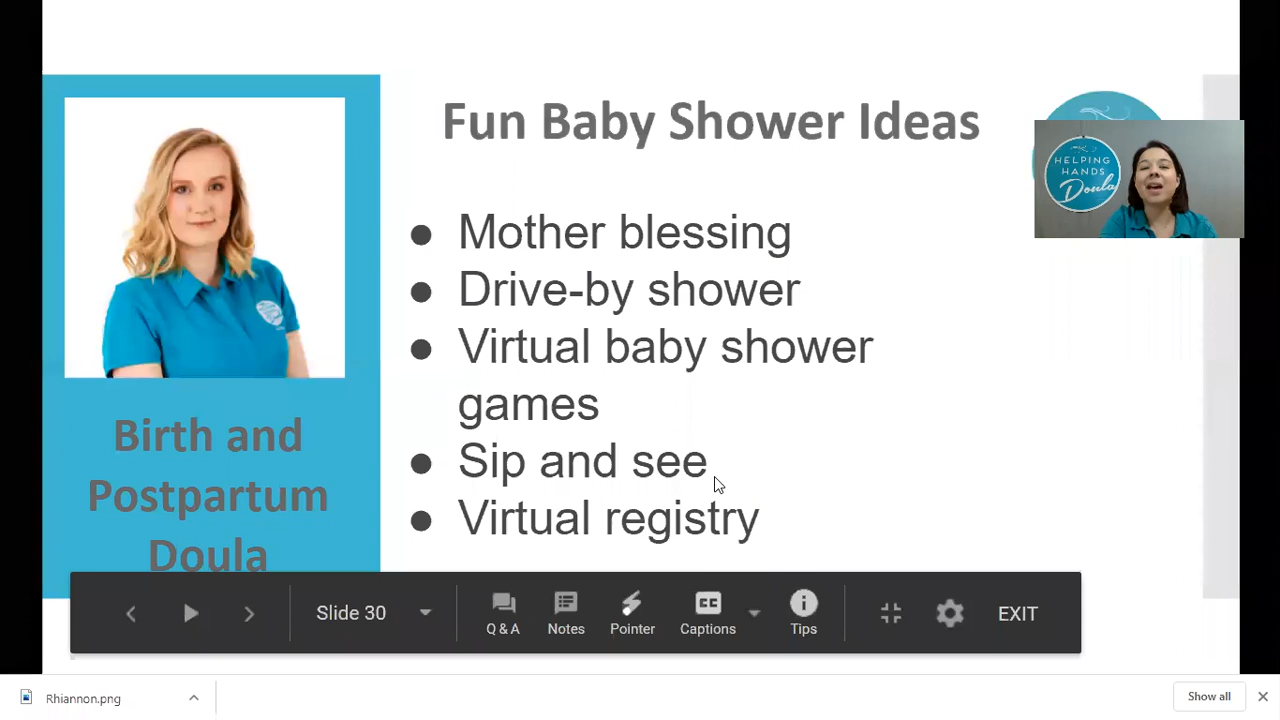 Fun Baby Shower Ideas
HELPING
HANDS
Doula
● Mother blessing
● Drive-by shower
● Virtual baby shower
games
● Sip and see
● Virtual registry
Birth and
Postpartum
Doula
Slide 30
Q & A
Notes
Pointer
CC
Captions
Tips
EXIT
Rhiannon.png
Show all